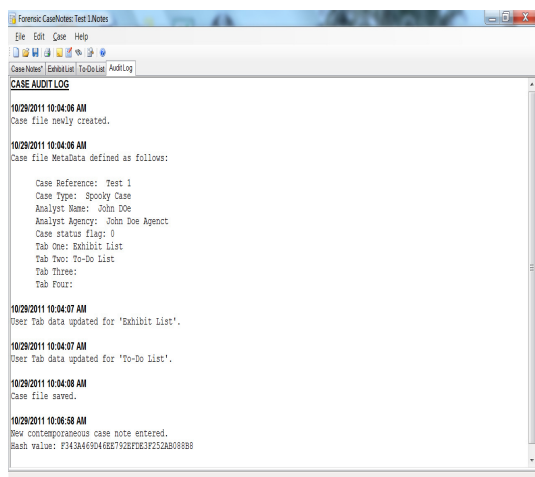 Forensic CaseNotes: Test 1.Notes
File Edit Case Help
Case Notes* Exhibit List To-Do List Audit Log
CASE AUDIT LOG
10/29/2011 10:04:06 AM
Case file newly created.
10/29/2011 10:04:06 AM
Case file MetaData defined as follows:
Case Reference: Test 1
Case Type: Spooky Case
Analyst Name: John DOe
Analyst Agency: John Doe Agenct
Case status flag: 0
Tab One: Exhibit List
Tab Two: To-Do List
Tab Three:
Tab Four:
10/29/2011 10:04:07 AM
User Tab data updated for 'Exhibit List'.
10/29/2011 10:04:07 AM
User Tab data updated for 'To-Do List'.
10/29/2011 10:04:08 AM
Case file saved.
10/29/2011 10:06:58 AM
New contemporaneous case note entered.
Hash value: F343A469D46EE792EFDE3F252AB088B8